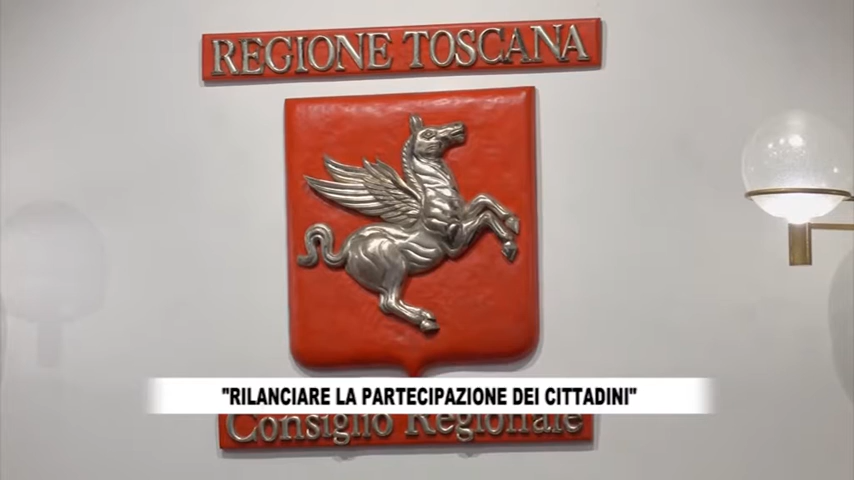 REGIONE TOSCANA
"RILANCIARE LA PARTECIPAZIONE DEI CITTADINI"
Consiglio Regionale